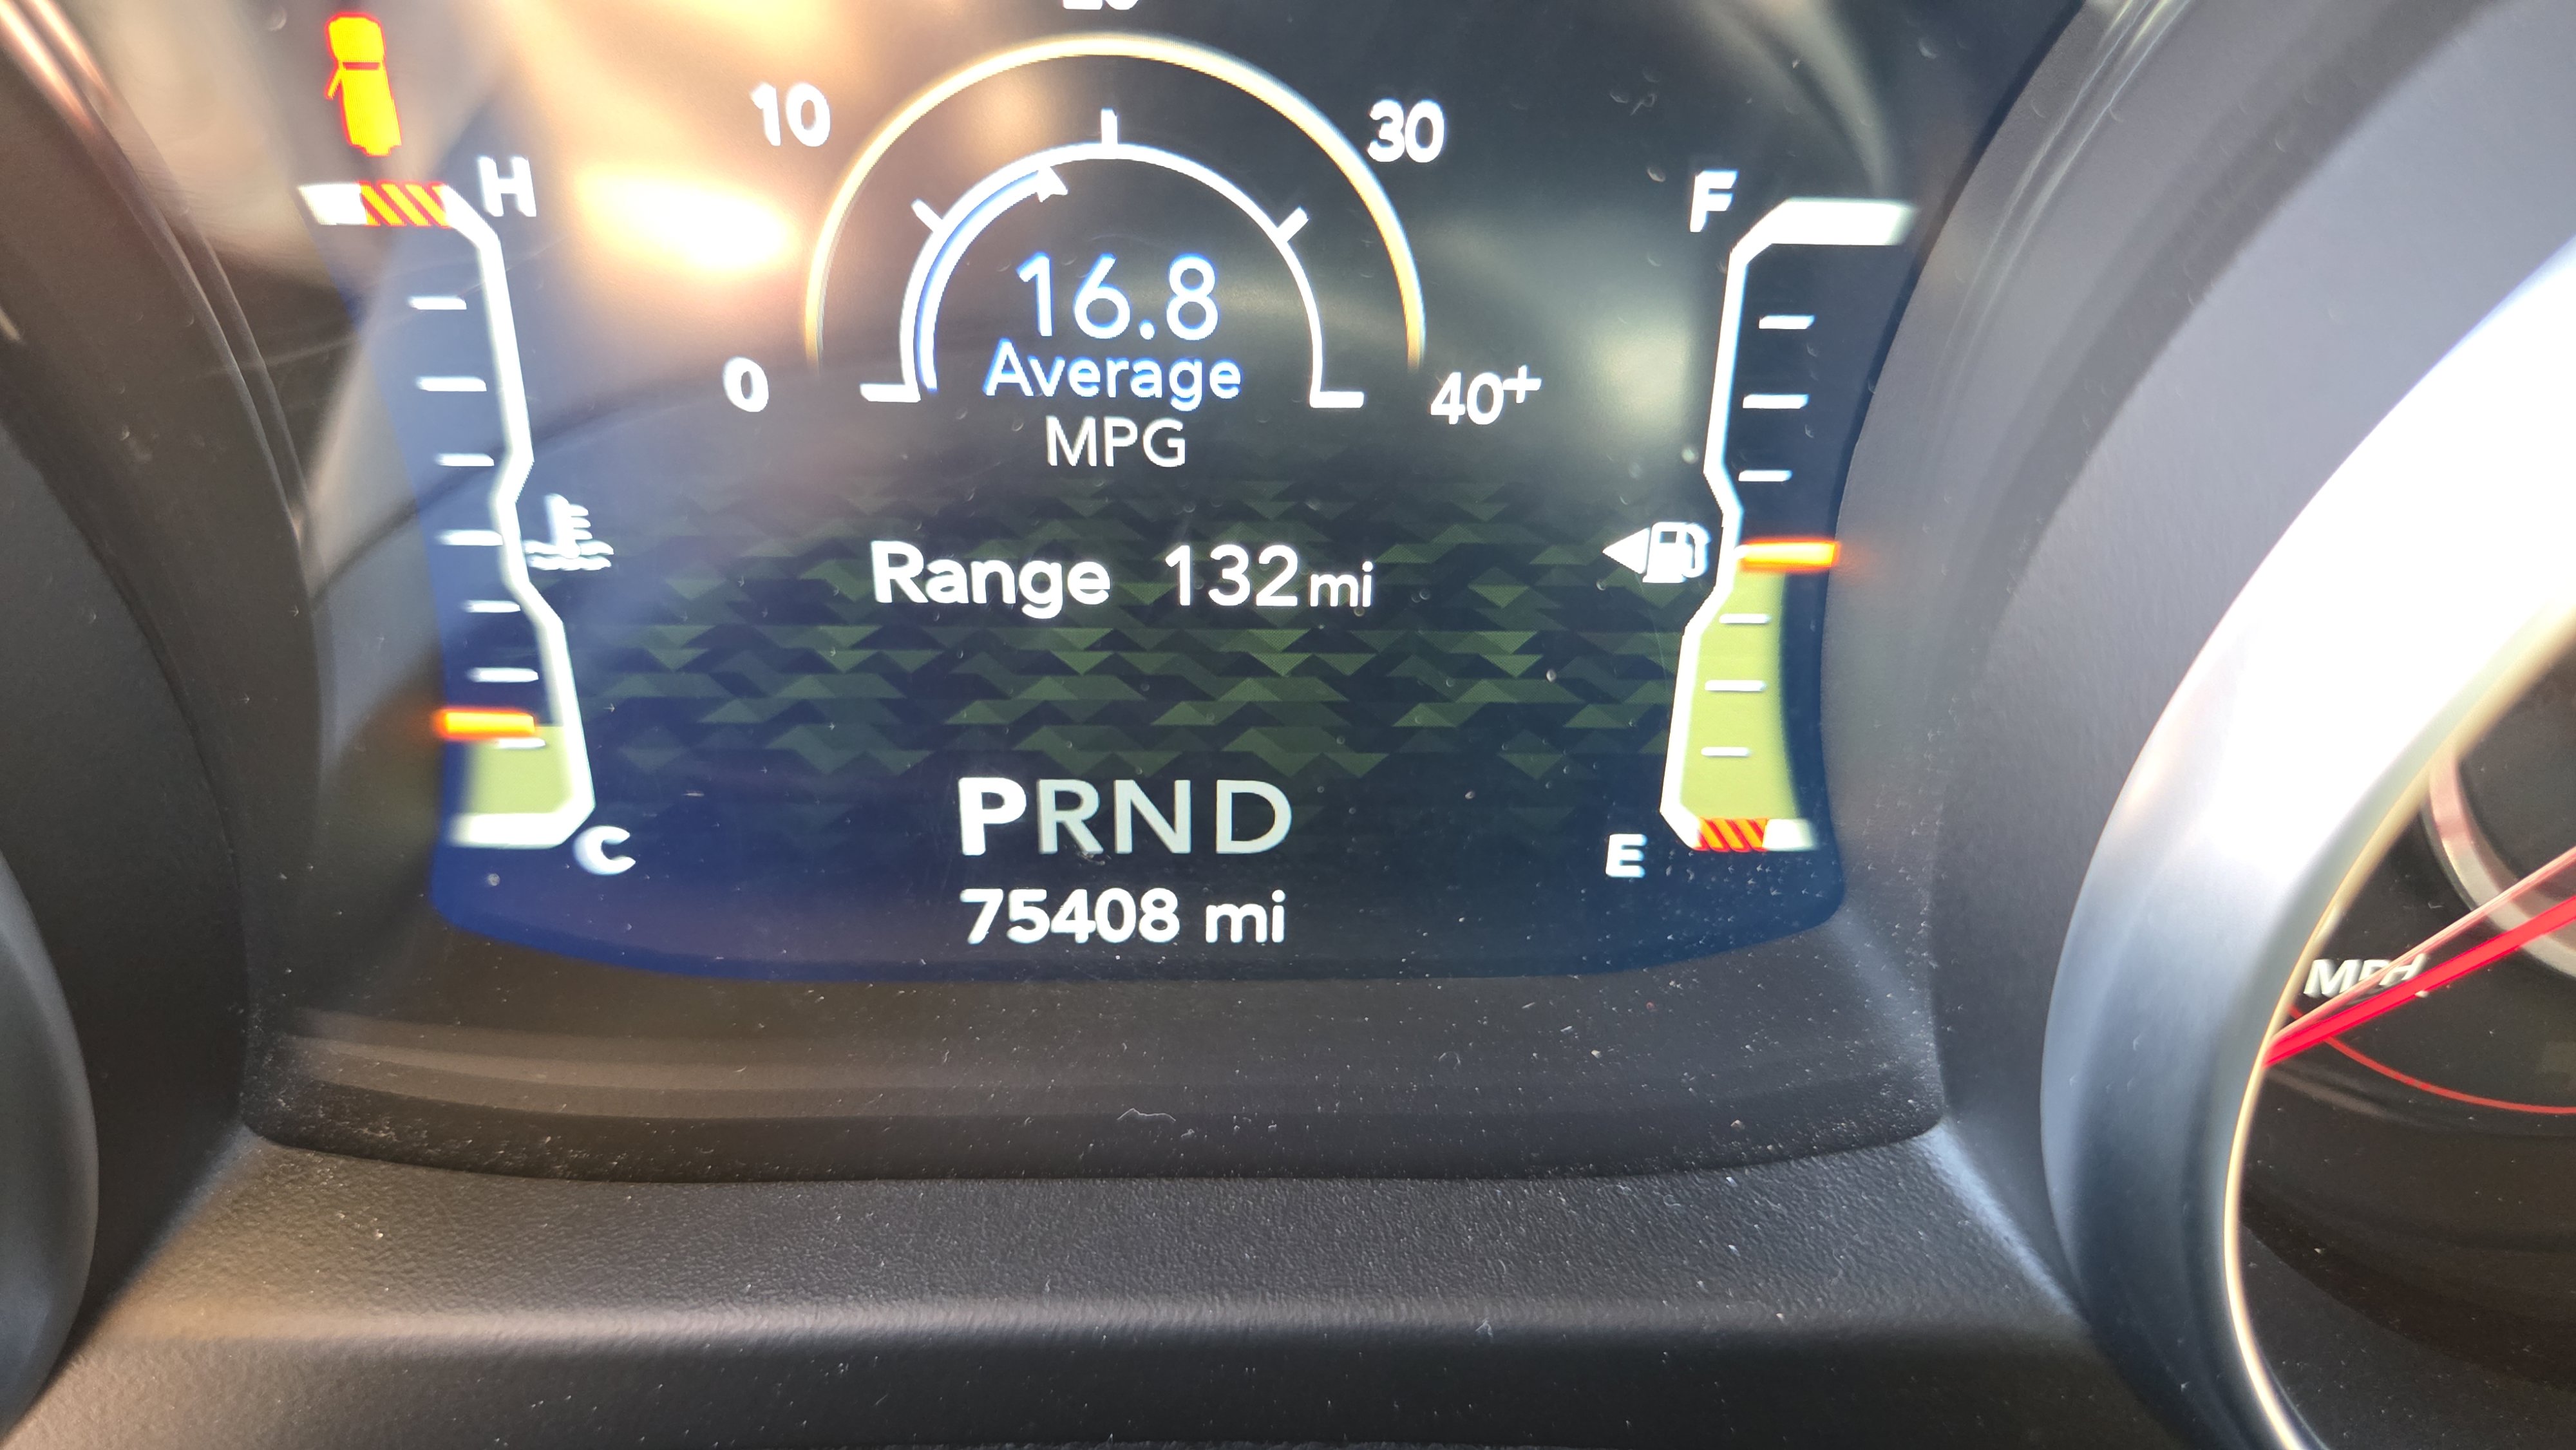 10
30
H
F
16.8
0
Average
40+
MPG
Range 132mi
PRND
E
C
75408 mi
MPH